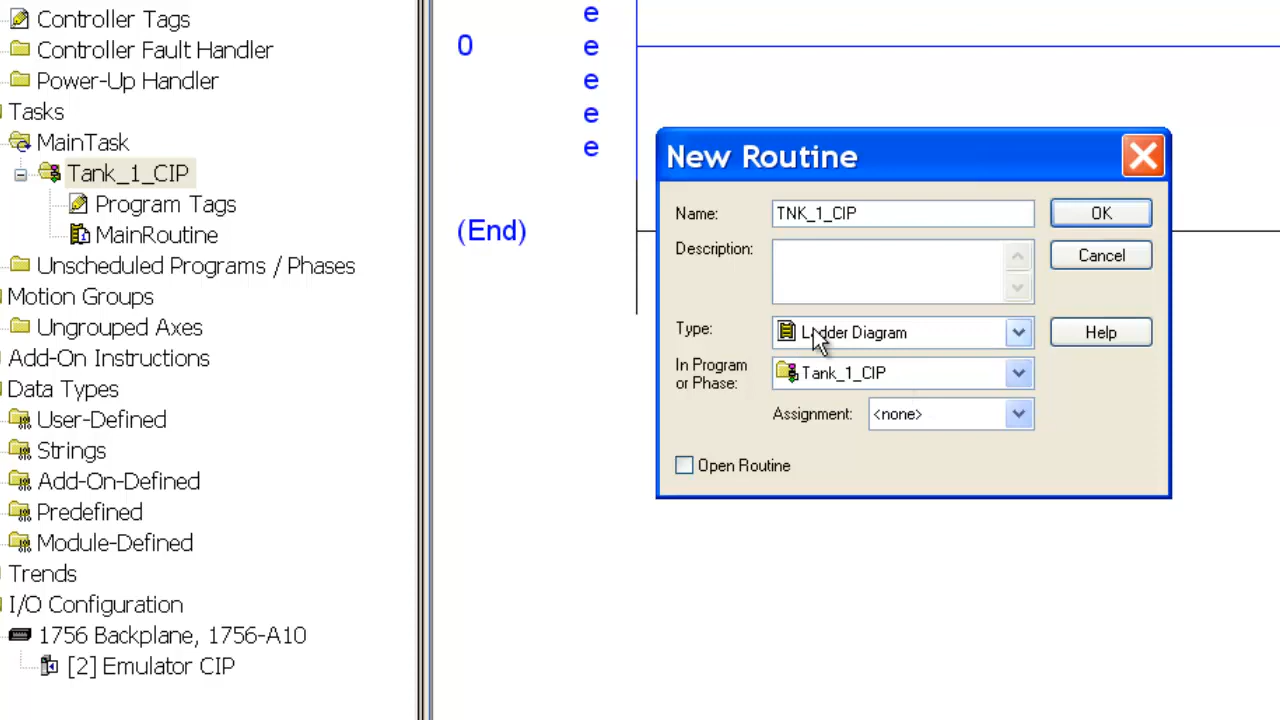 Controller Tags
Controller Fault Handler
Power-Up Handler
Tasks
MainTask
Tank_1_CIP
Program Tags
MainRoutine
Unscheduled Programs / Phases
Motion Groups
Ungrouped Axes
Add-On Instructions
Data Types
User-Defined
Strings
Add-On-Defined
Predefined
Module-Defined
Trends
I/O Configuration
1756 Backplane, 1756-A10
[2] Emulator CIP
e
0 e
e
e
e
(End)
New Routine
Name: TNK_1_CIP OK
Description: Cancel
Type: Ladder Diagram Help
In Program
or Phase: Tank_1_CIP
Assignment: <none>
Open Routine